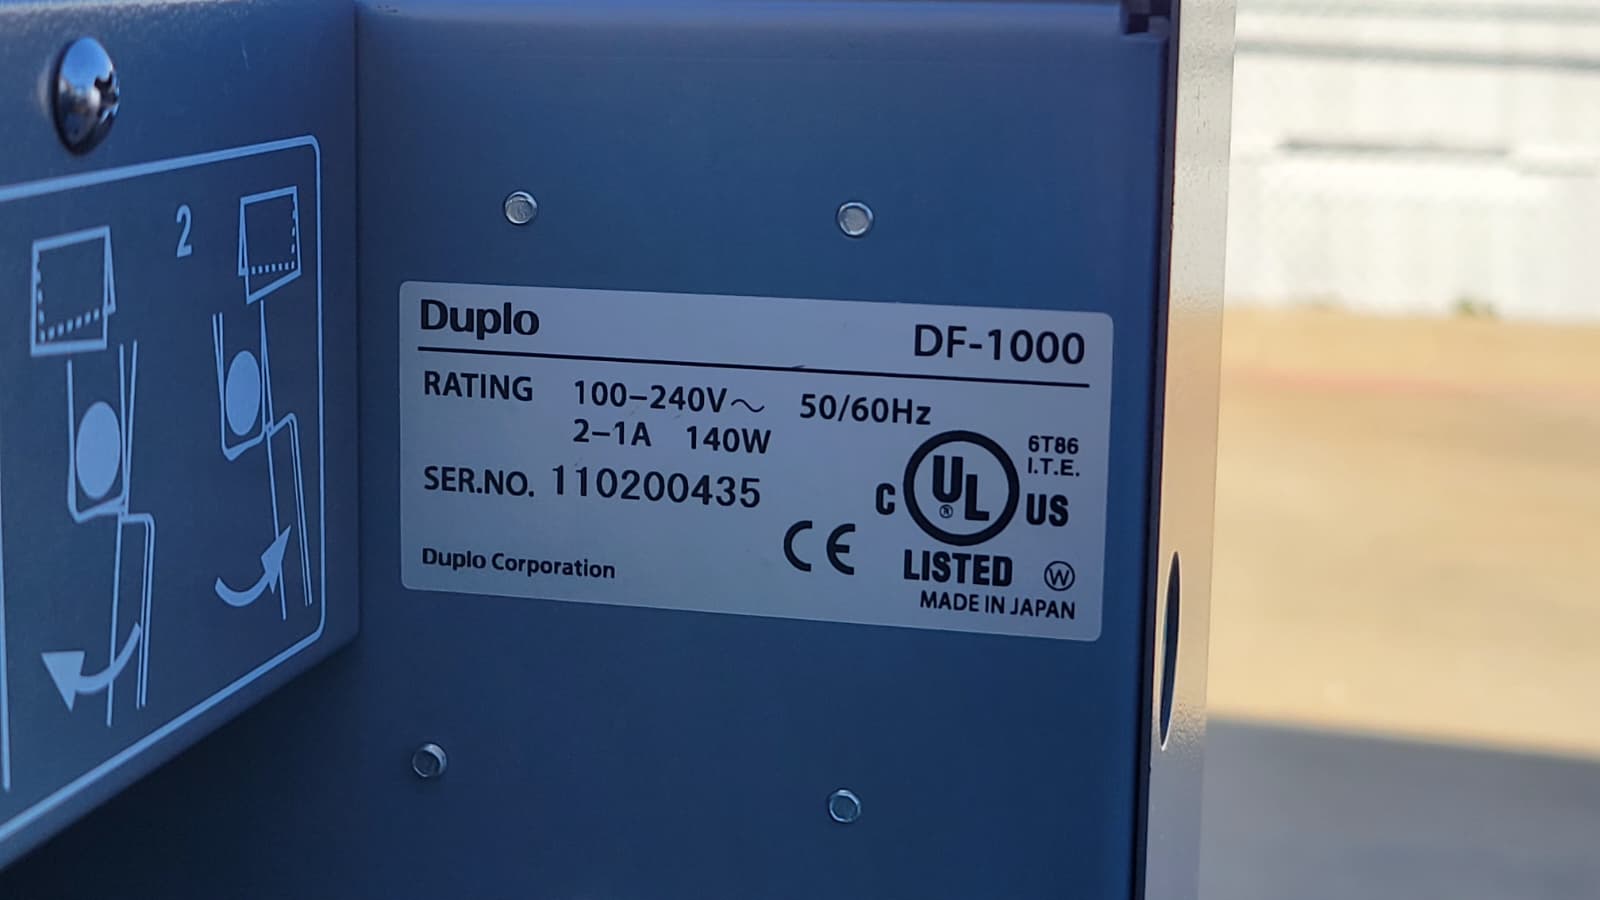 2
Duplo DF-1000
RATING 100-240V~ 50/60Hz
2-1A 140W
SER.NO. 110200435
Duplo Corporation
CE
C UL® US
6T86
I.T.E.
LISTED W
MADE IN JAPAN